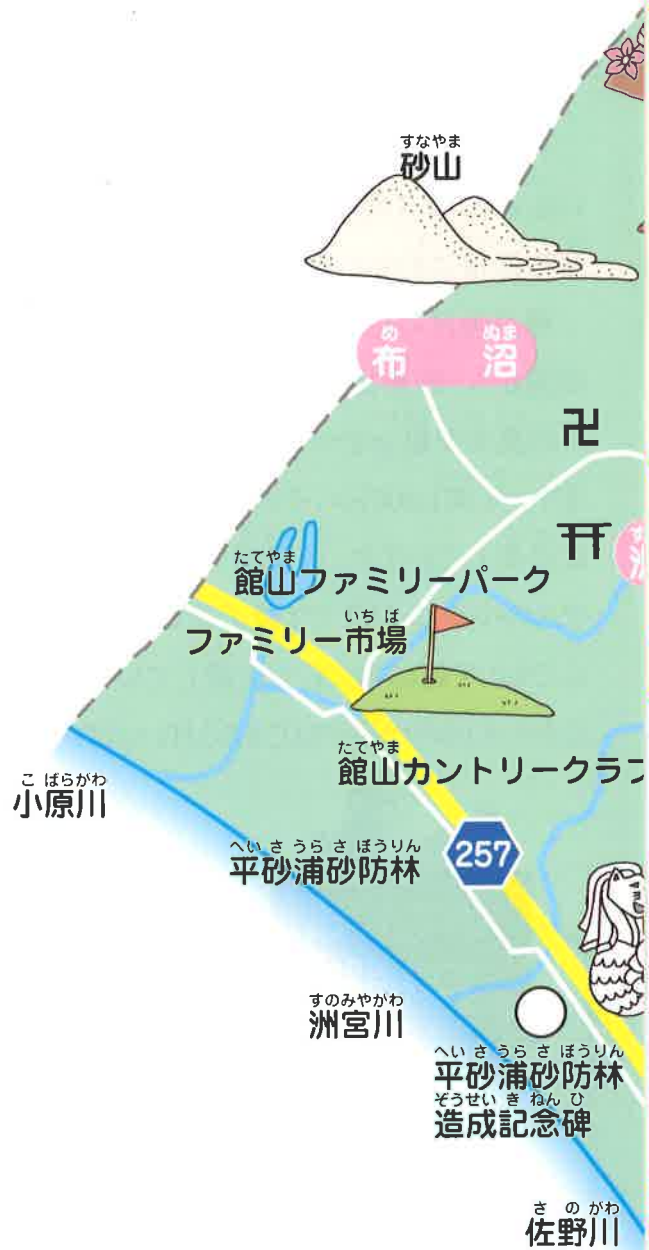 すなやま
砂山
め ぬま
布 沼
卍
たてやま
館山ファミリーパーク
いち ば
ファミリー市場
たてやま
館山カントリークラ
こ ばらがわ
小原川
へい さ うら さ ぼうりん
平砂浦砂防林
257
すのみやがわ
洲宮川
へい さ うら さ ぼうりん
平砂浦砂防林
ぞうせい き ねん ひ
造成記念碑
さ の がわ
佐野川